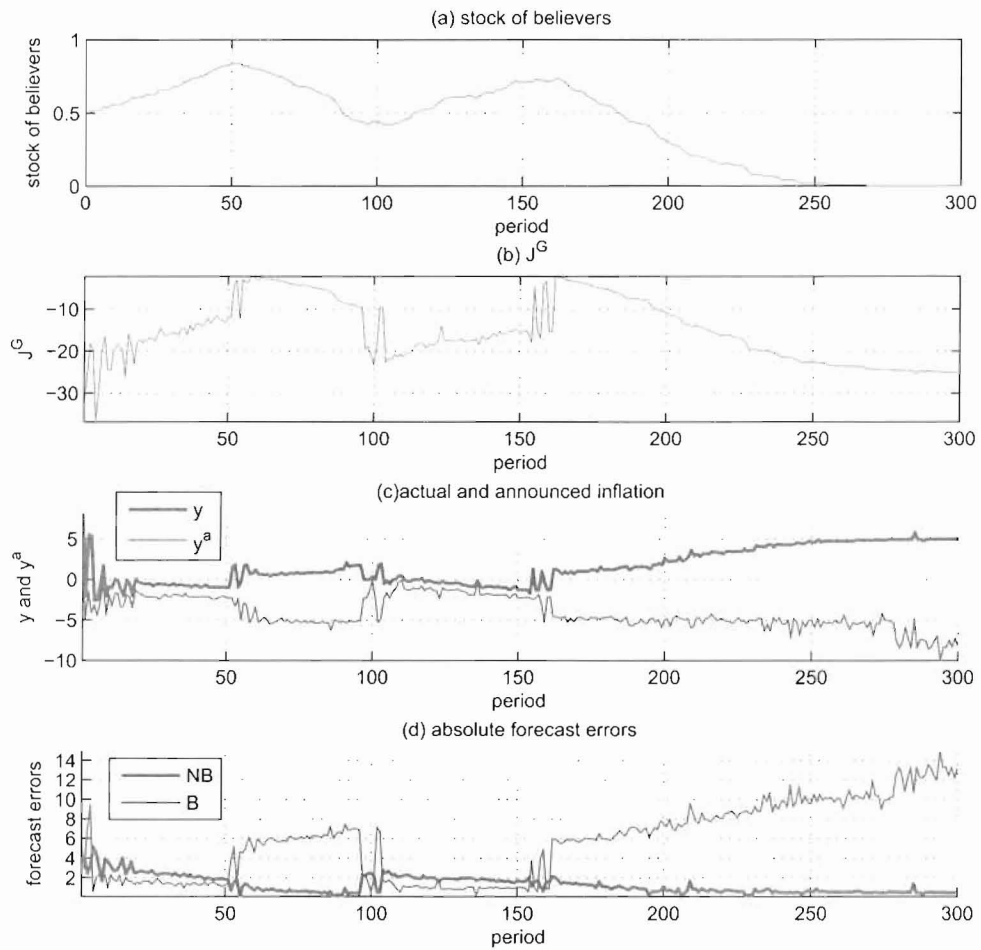 (a) stock of believers
1
0.5
0
stock of believers
0 50 100 150 200 250 300
period
(b) J^G
−10
−20
−30
J^G
50 100 150 200 250 300
period
(c)actual and announced inflation
y
y^a
5
0
−5
−10
y and y^a
0 50 100 150 200 250 300
period
(d) absolute forecast errors
NB
B
14
12
10
8
6
4
2
forecast errors
50 100 150 200 250 300
period